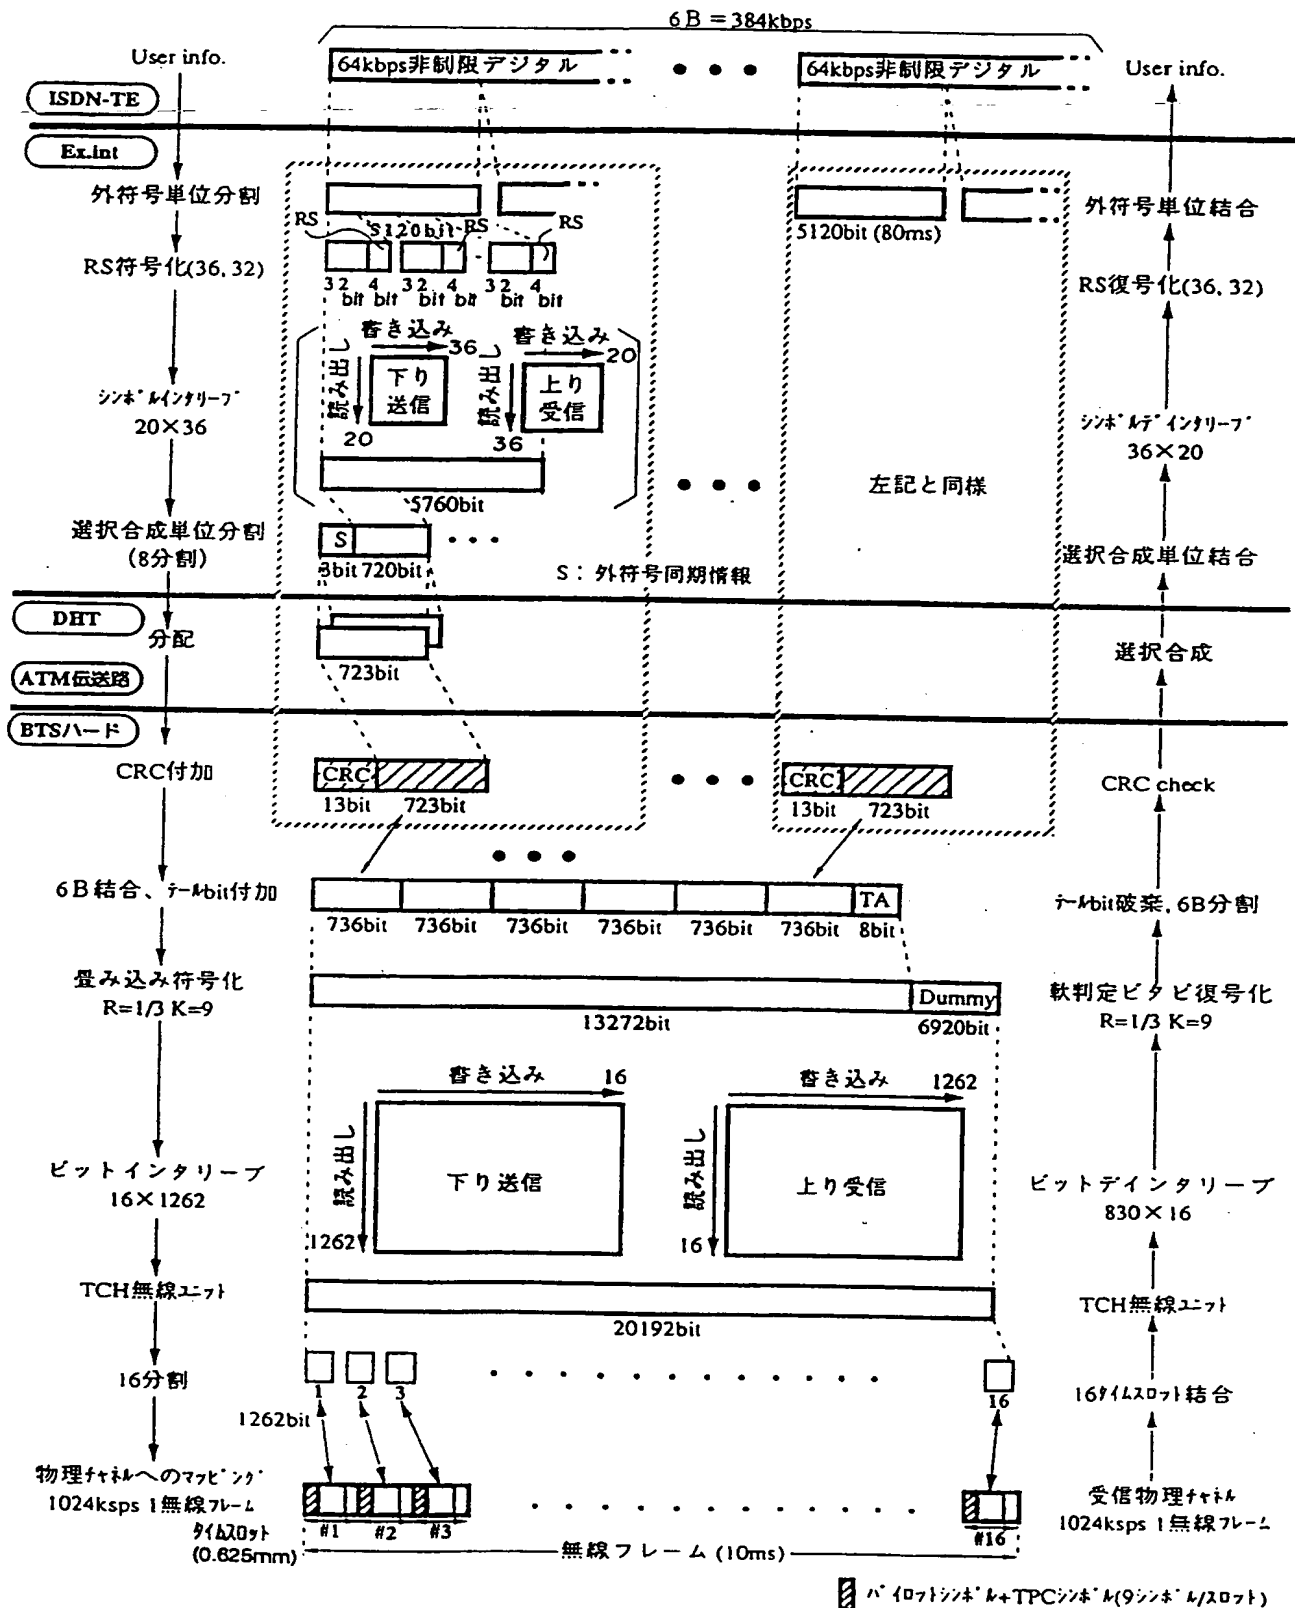 6B=384kbps
User info.
64kbps非制限デジタル
64kbps非制限デジタル
User info.
ISDN-TE
Ex.int
外符号単位分割
RS
5120bit
RS
RS
5120bit (80ms)
外符号単位結合
RS符号化(36, 32)
32bit 4bit 32bit 4bit 32bit 4bit
RS復号化(36, 32)
書き込み 36
読み出し
下り送信
20
書き込み 20
読み出し
上り受信
36
シンボルインタリーブ
20×36
シンボルデインタリーブ
36×20
5760bit
左記と同様
選択合成単位分割
(8分割)
S
3bit 720bit
S:外符号同期情報
選択合成単位結合
DHT
分配
723bit
選択合成
ATM伝送路
BTSハード
CRC付加
CRC
13bit 723bit
CRC
13bit 723bit
CRC check
6B結合、テールbit付加
TA
736bit 736bit 736bit 736bit 736bit 736bit 8bit
テールbit破棄, 6B分割
畳み込み符号化
R=1/3 K=9
Dummy
13272bit 6920bit
軟判定ビタビ復号化
R=1/3 K=9
書き込み 16
読み出し
下り送信
1262
書き込み 1262
読み出し
上り受信
16
ビットインタリーブ
16×1262
ビットデインタリーブ
830×16
TCH無線ユニット
20192bit
TCH無線ユニット
16分割
1 2 3 16
1262bit
16タイムスロット結合
物理チャネルへのマッピング
1024ksps 1無線フレーム
#1 #2 #3 #16
タイムスロット
(0.625mm)
無線フレーム(10ms)
受信物理チャネル
1024ksps 1無線フレーム
パイロットシンボル+TPCシンボル(9シンボル/スロット)